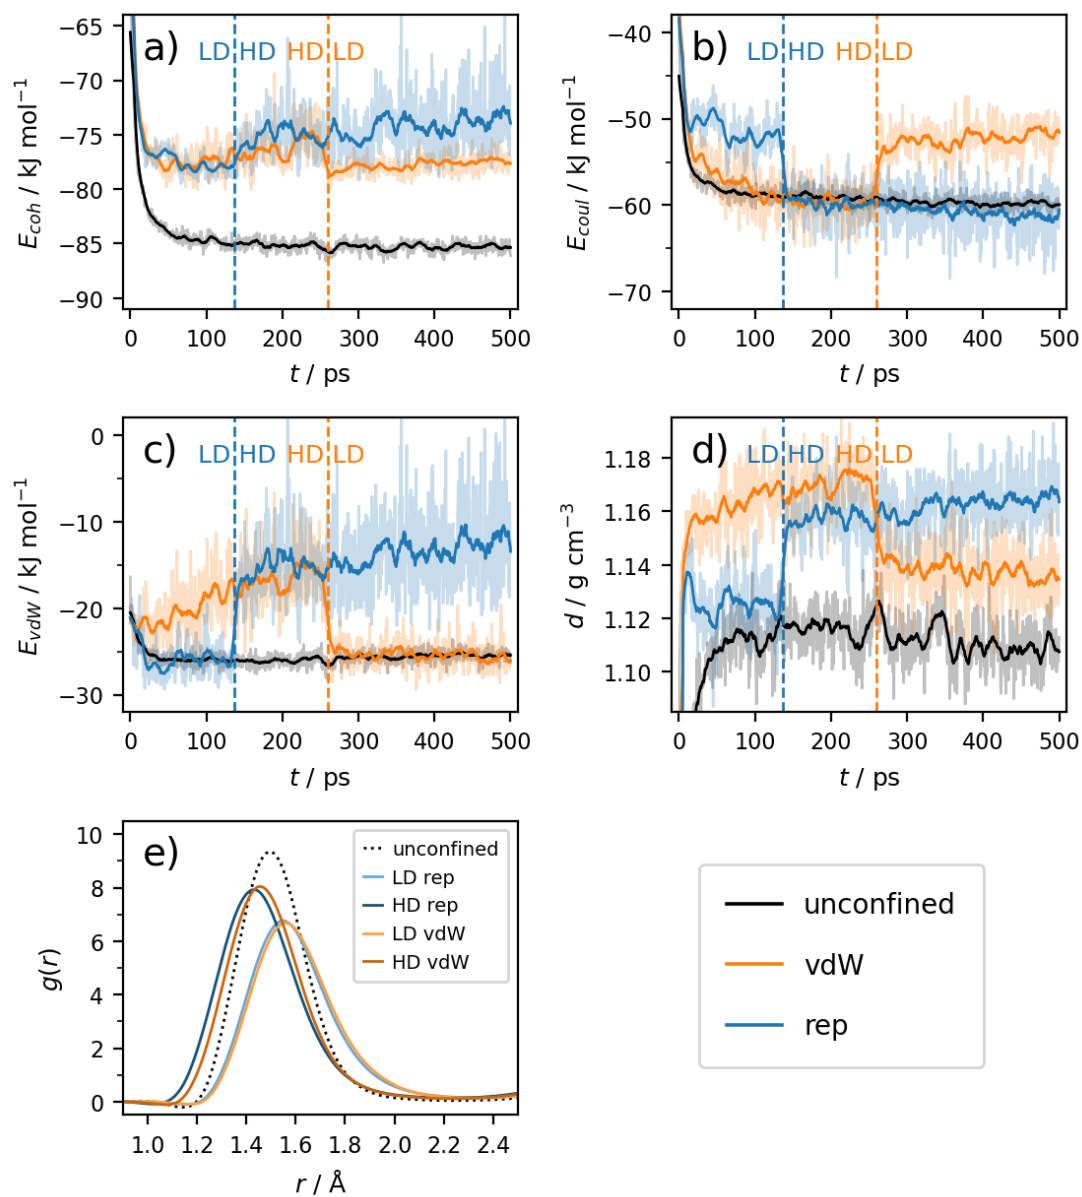 a)
LD HD HD LD
−65
−70
−75
−80
−85
−90
E_coh / kJ mol⁻¹
0 100 200 300 400 500
t / ps
b)
LD HD HD LD
−40
−50
−60
−70
E_coul / kJ mol⁻¹
0 100 200 300 400 500
t / ps
c)
LD HD HD LD
0
−10
−20
−30
E_vdW / kJ mol⁻¹
0 100 200 300 400 500
t / ps
d)
LD HD HD LD
1.18
1.16
1.14
1.12
1.10
d / g cm⁻³
0 100 200 300 400 500
t / ps
e)
10
8
6
4
2
0
g(r)
unconfined
LD rep
HD rep
LD vdW
HD vdW
1.0 1.2 1.4 1.6 1.8 2.0 2.2 2.4
r / Å
unconfined
vdW
rep